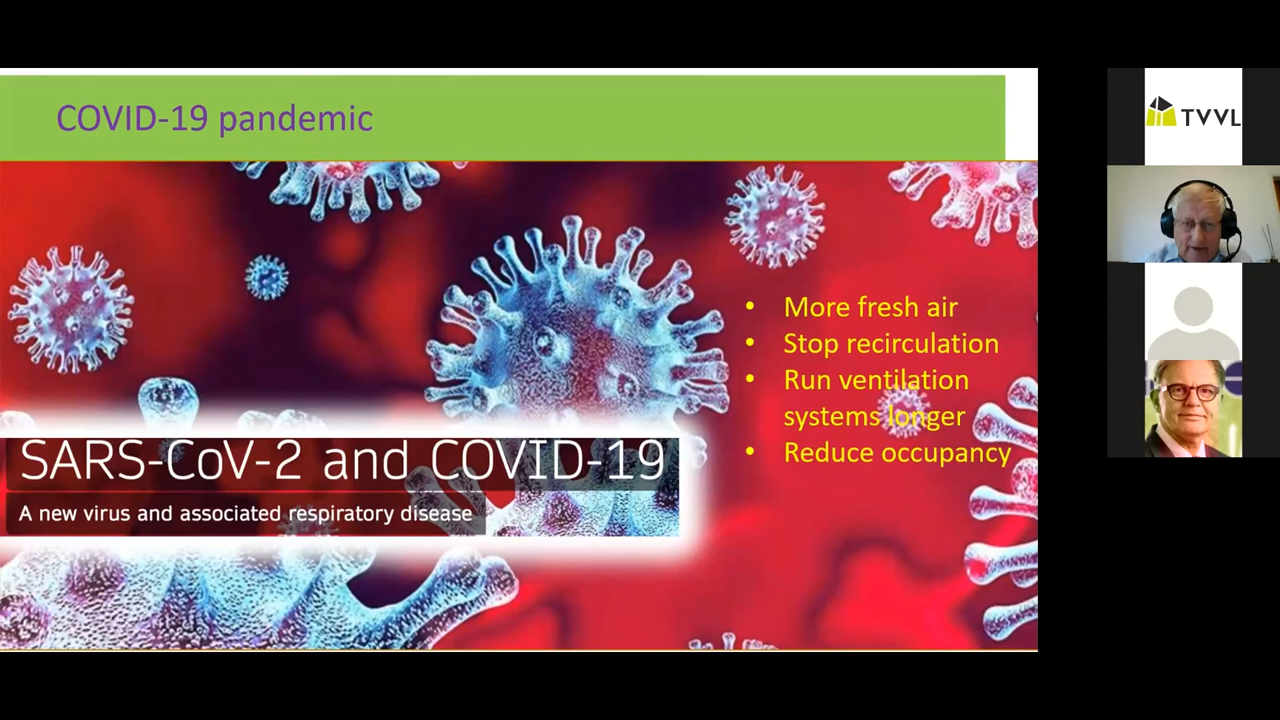 COVID-19 pandemic
• More fresh air
• Stop recirculation
• Run ventilation
systems longer
• Reduce occupancy
SARS-CoV-2 and COVID-19
A new virus and associated respiratory disease
TVVL